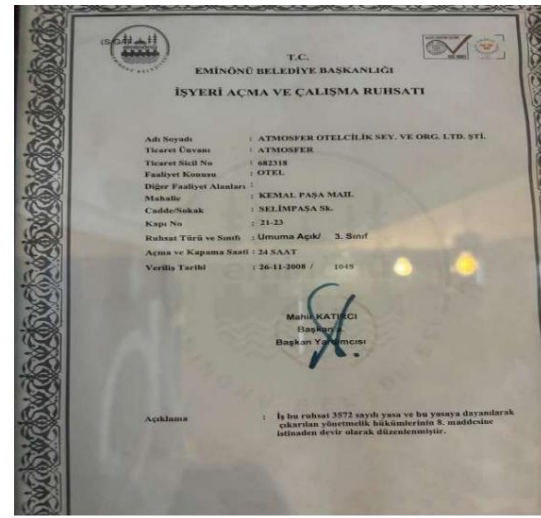 T.C.
EMİNÖNÜ BELEDİYE BAŞKANLIĞI
İŞYERİ AÇMA VE ÇALIŞMA RUHSATI
Adı Soyadı : ATMOSFER OTELCİLİK SEY. VE ORG. LTD. ŞTİ.
Ticaret Ünvanı : ATMOSFER
Ticaret Sicil No : 682318
Faaliyet Konusu : OTEL
Diğer Faaliyet Alanları :
Mahalle : KEMAL PAŞA MAH.
Cadde/Sokak : SELİMPAŞA Sk.
Kapı No : 21-23
Ruhsat Türü ve Sınıfı : Umuma Açık/ 3. Sınıf
Açma ve Kapama Saati : 24 SAAT
Veriliş Tarihi : 26-11-2008 / 1048
Mahir KATIRCI
Başkan a.
Başkan Yardımcısı
Açıklama : İş bu ruhsat 3572 sayılı yasa ve bu yasaya dayanılarak
çıkarılan yönetmelik hükümlerinin 8. maddesine
istinaden devir olarak düzenlenmiştir.